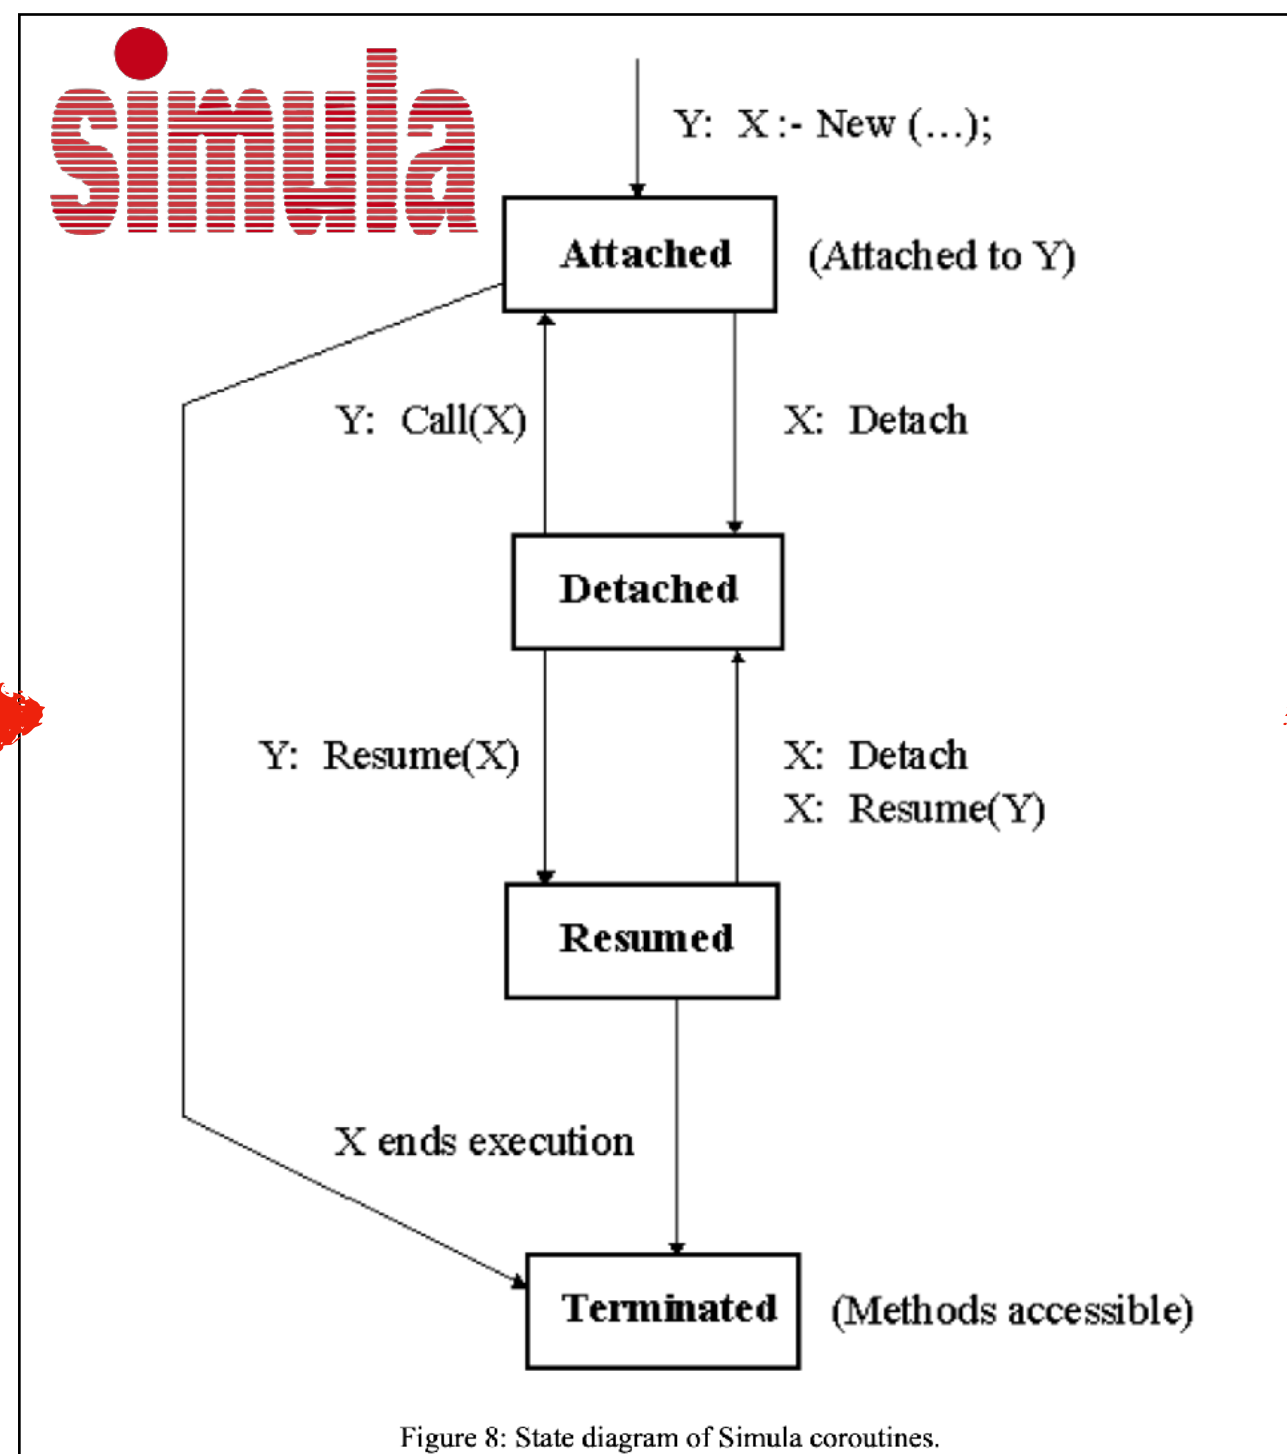 simula
Y: X :- New (...);
Attached
(Attached to Y)
Y: Call(X)
X: Detach
Detached
Y: Resume(X)
X: Detach
X: Resume(Y)
Resumed
X ends execution
Terminated
(Methods accessible)
Figure 8: State diagram of Simula coroutines.